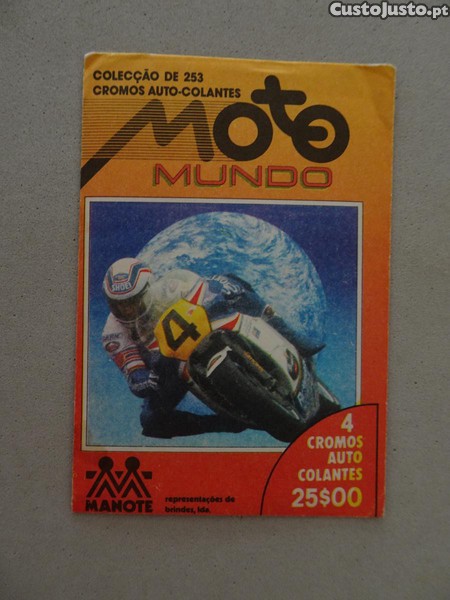 CustoJusto.pt
COLECÇÃO DE 253
CROMOS AUTO-COLANTES
MOTO
MUNDO
SHOEI
4
4
CROMOS
AUTO
COLANTES
25$00
MANOTE
representações de
brindes, lda.